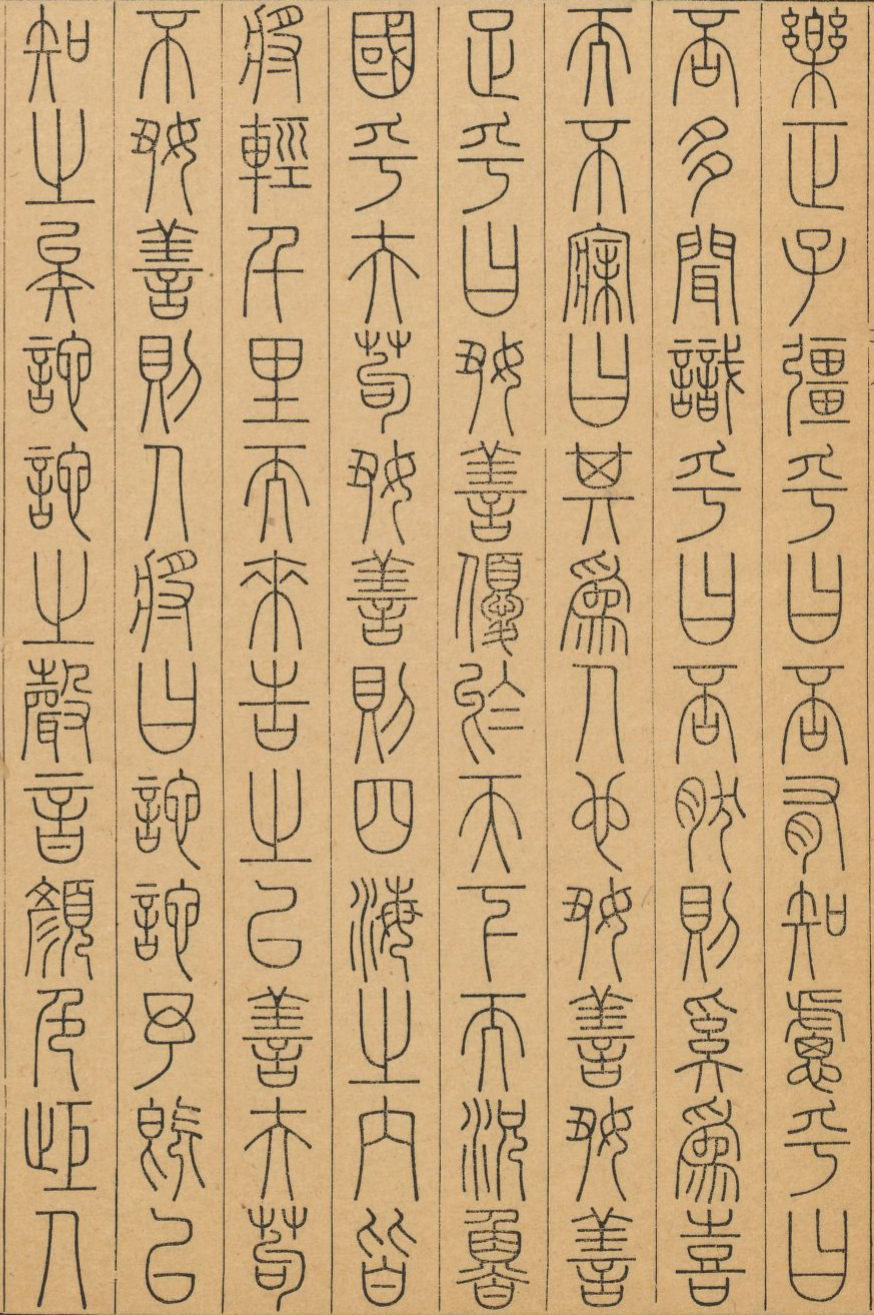 樂正子彊乎曰否有知慮乎曰
否多聞識乎曰否然則奚為喜
而不寐曰其為人也好善好善
足乎曰好善優於天下而況魯
國乎夫苟好善則四海之內皆
將輕千里而來告之以善夫苟
不好善則人將曰訑訑予既已
知之矣訑訑之聲音顏色歫人